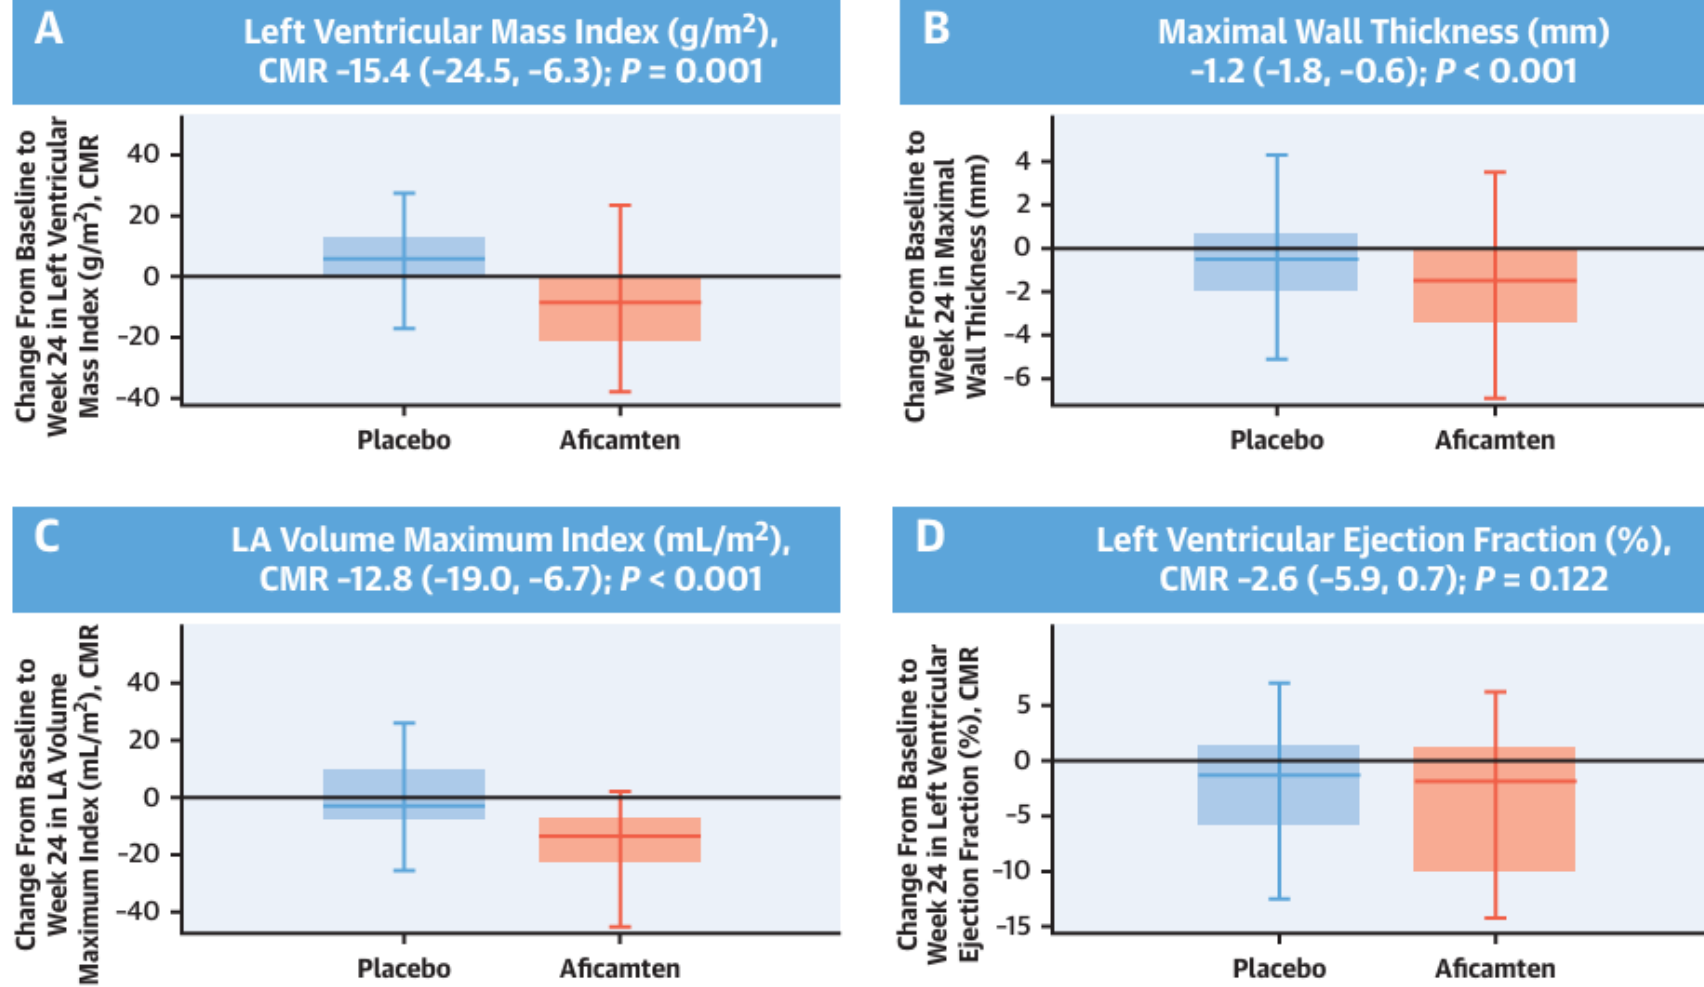 A
Left Ventricular Mass Index (g/m²),
CMR –15.4 (–24.5, –6.3); P = 0.001
Change From Baseline to
Week 24 in Left Ventricular
Mass Index (g/m²), CMR
40
20
0
–20
–40
Placebo
Aficamten
B
Maximal Wall Thickness (mm)
–1.2 (–1.8, –0.6); P < 0.001
Change From Baseline to
Week 24 in Maximal
Wall Thickness (mm)
4
2
0
–2
–4
–6
Placebo
Aficamten
C
LA Volume Maximum Index (mL/m²),
CMR –12.8 (–19.0, –6.7); P < 0.001
Change From Baseline to
Week 24 in LA Volume
Maximum Index (mL/m²), CMR
40
20
0
–20
–40
Placebo
Aficamten
D
Left Ventricular Ejection Fraction (%),
CMR –2.6 (–5.9, 0.7); P = 0.122
Change From Baseline to
Week 24 in Left Ventricular
Ejection Fraction (%), CMR
5
0
–5
–10
–15
Placebo
Aficamten